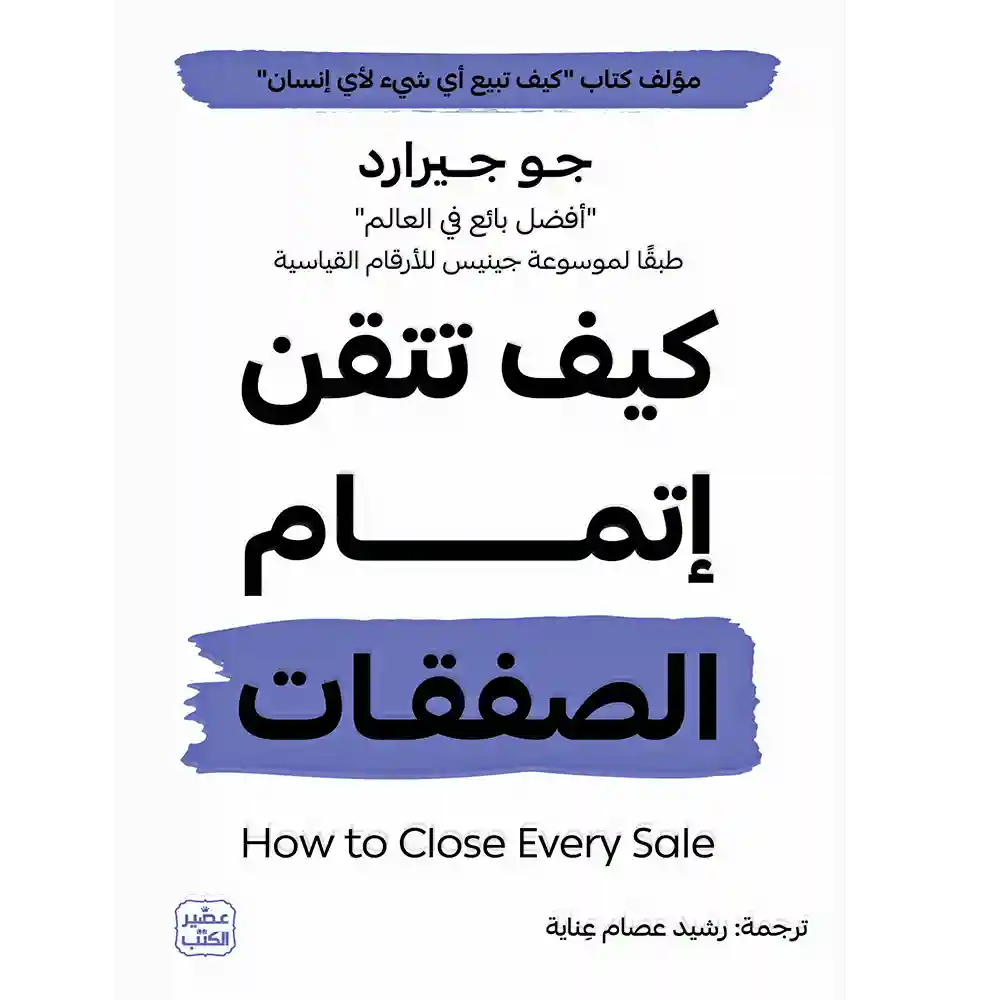 مؤلف كتاب "كيف تبيع أي شيء لأي إنسان"
جو جيرارد
"أفضل بائع في العالم"
طبقًا لموسوعة جينيس للأرقام القياسية
كيف تتقن
إتمام
الصفقات
How to Close Every Sale
ترجمة: رشيد عصام عِناية
عصير
الكتب